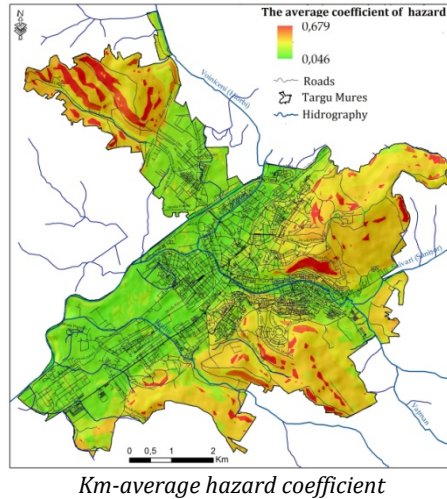 The average coefficient of hazard
0,679
0,046
Roads
Targu Mures
Hydrography
0 0,5 1 2
Km
Km-average hazard coefficient